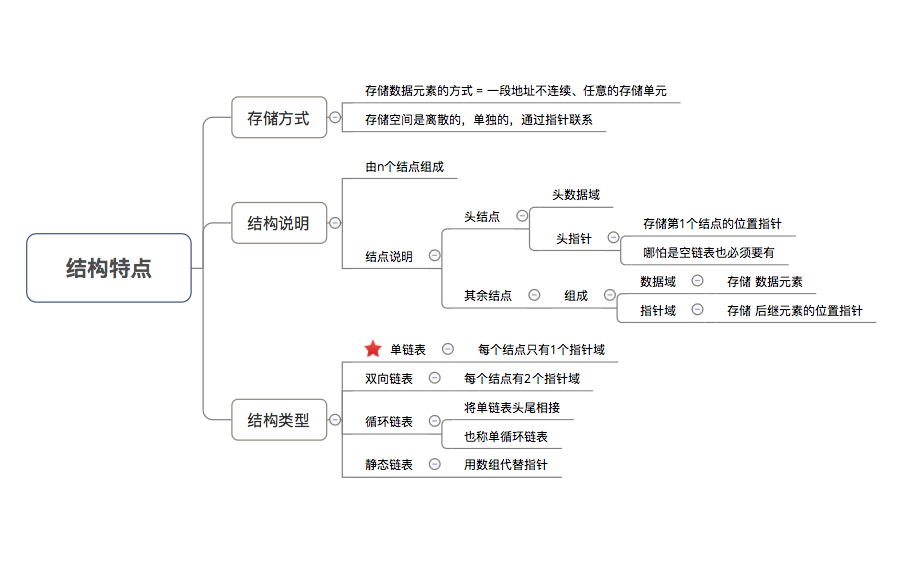 结构特点
存储方式
存储数据元素的方式 = 一段地址不连续、任意的存储单元
存储空间是离散的，单独的，通过指针联系
结构说明
由n个结点组成
结点说明
头结点
头数据域
头指针
存储第1个结点的位置指针
哪怕是空链表也必须要有
其余结点
组成
数据域
存储 数据元素
指针域
存储 后继元素的位置指针
结构类型
单链表
每个结点只有1个指针域
双向链表
每个结点有2个指针域
循环链表
将单链表头尾相接
也称单循环链表
静态链表
用数组代替指针